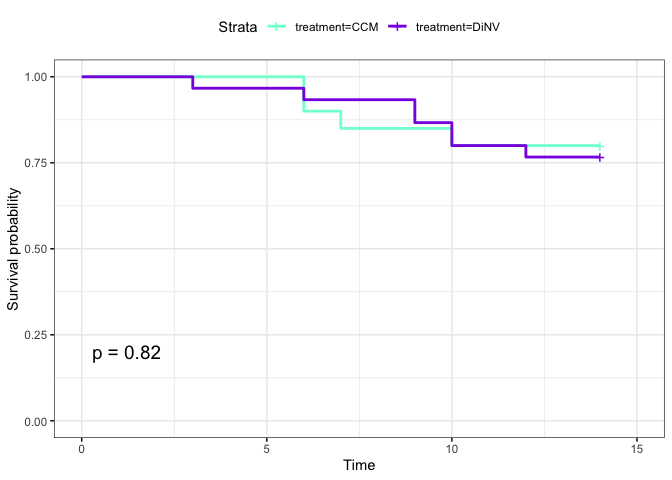 Strata treatment=CCM treatment=DiNV
1.00
0.75
0.50
0.25
0.00
Survival probability
p = 0.82
0 5 10 15
Time